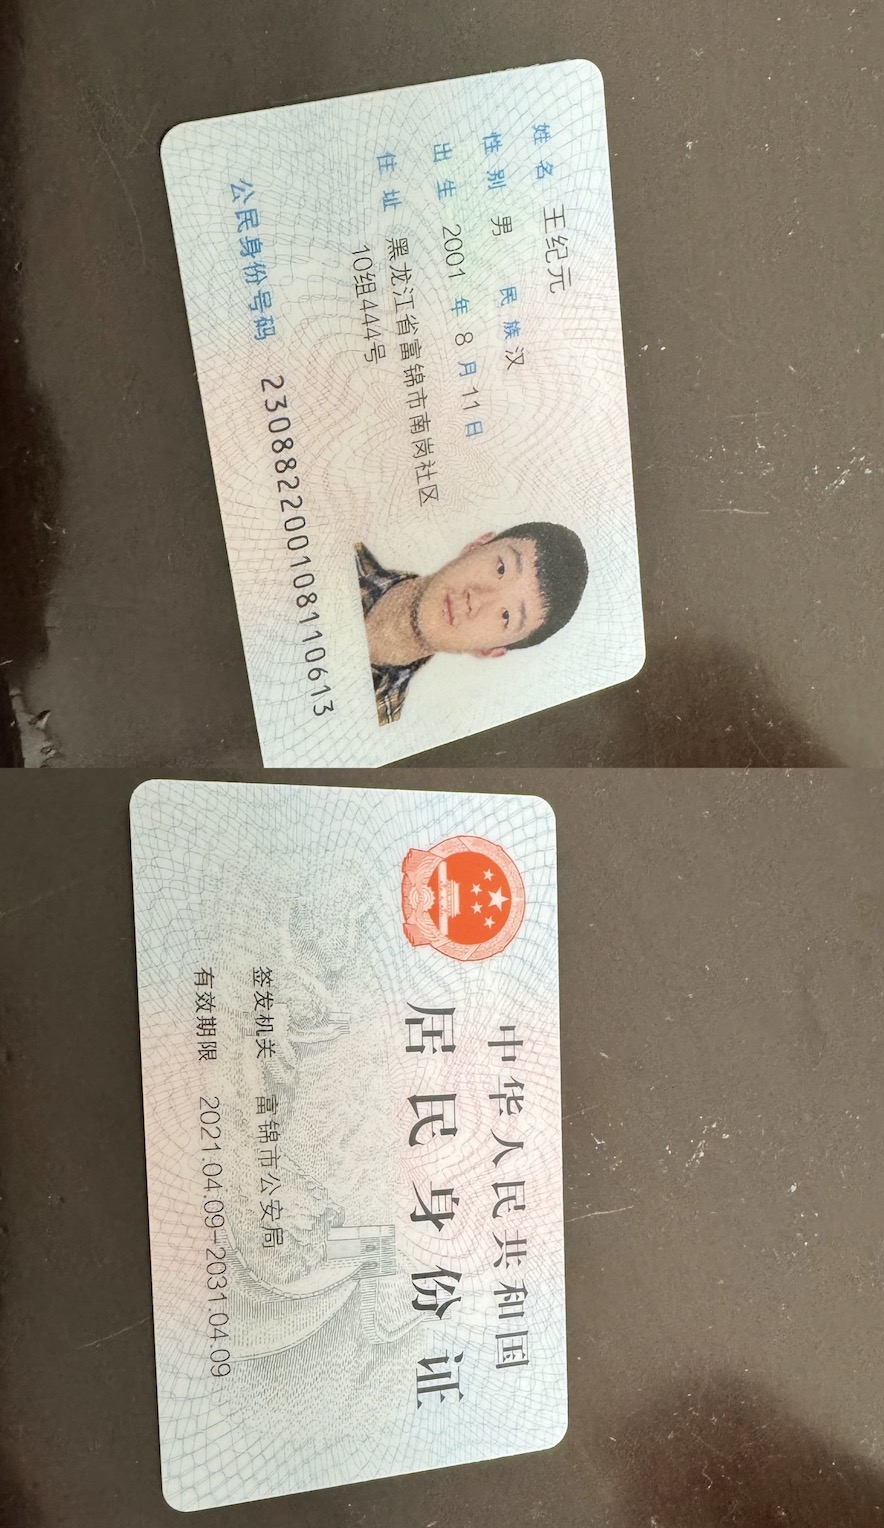 姓名 王纪元
性别 男 民族 汉
出生 2001 年 8 月 11 日
住址 黑龙江省富锦市南岗社区
10组444号
公民身份号码 230882200108110613
中华人民共和国
居民身份证
签发机关 富锦市公安局
有效期限 2021.04.09-2031.04.09